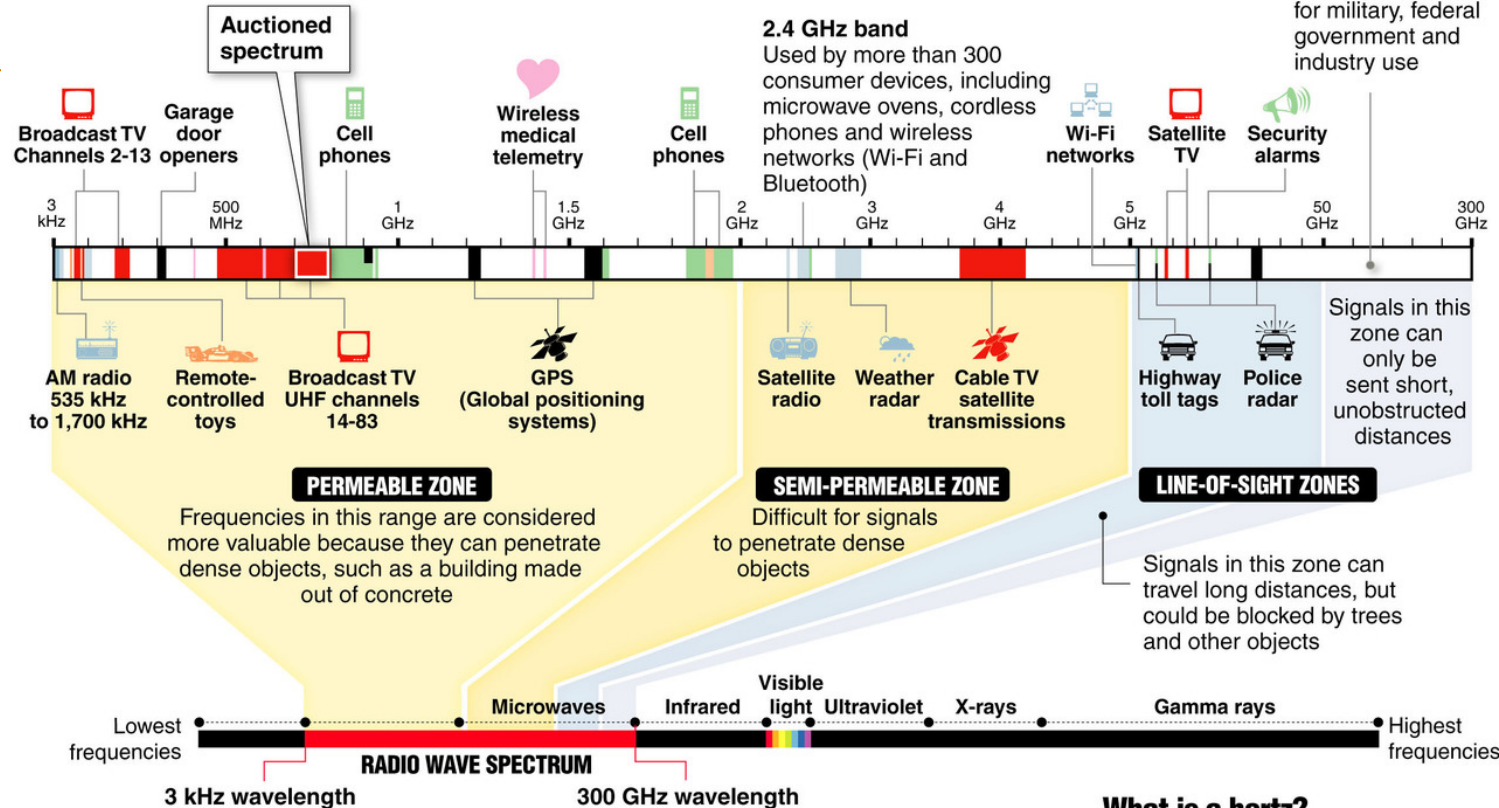 Auctioned
spectrum
2.4 GHz band
Used by more than 300
consumer devices, including
microwave ovens, cordless
phones and wireless
networks (Wi-Fi and
Bluetooth)
for military, federal
government and
industry use
Broadcast TV
Channels 2-13
Garage
door
openers
Cell
phones
Wireless
medical
telemetry
Cell
phones
Wi-Fi
networks
Satellite
TV
Security
alarms
3
kHz
500
MHz
1
GHz
1.5
GHz
2
GHz
3
GHz
4
GHz
5
GHz
50
GHz
300
GHz
AM radio
535 kHz
to 1,700 kHz
Remote-
controlled
toys
Broadcast TV
UHF channels
14-83
GPS
(Global positioning
systems)
Satellite
radio
Weather
radar
Cable TV
satellite
transmissions
Highway
toll tags
Police
radar
Signals in this
zone can
only be
sent short,
unobstructed
distances
PERMEABLE ZONE
Frequencies in this range are considered
more valuable because they can penetrate
dense objects, such as a building made
out of concrete
SEMI-PERMEABLE ZONE
Difficult for signals
to penetrate dense
objects
LINE-OF-SIGHT ZONES
Signals in this zone can
travel long distances, but
could be blocked by trees
and other objects
Lowest
frequencies
Microwaves
Infrared
Visible
light
Ultraviolet
X-rays
Gamma rays
Highest
frequencies
RADIO WAVE SPECTRUM
3 kHz wavelength
300 GHz wavelength
What is a hertz?